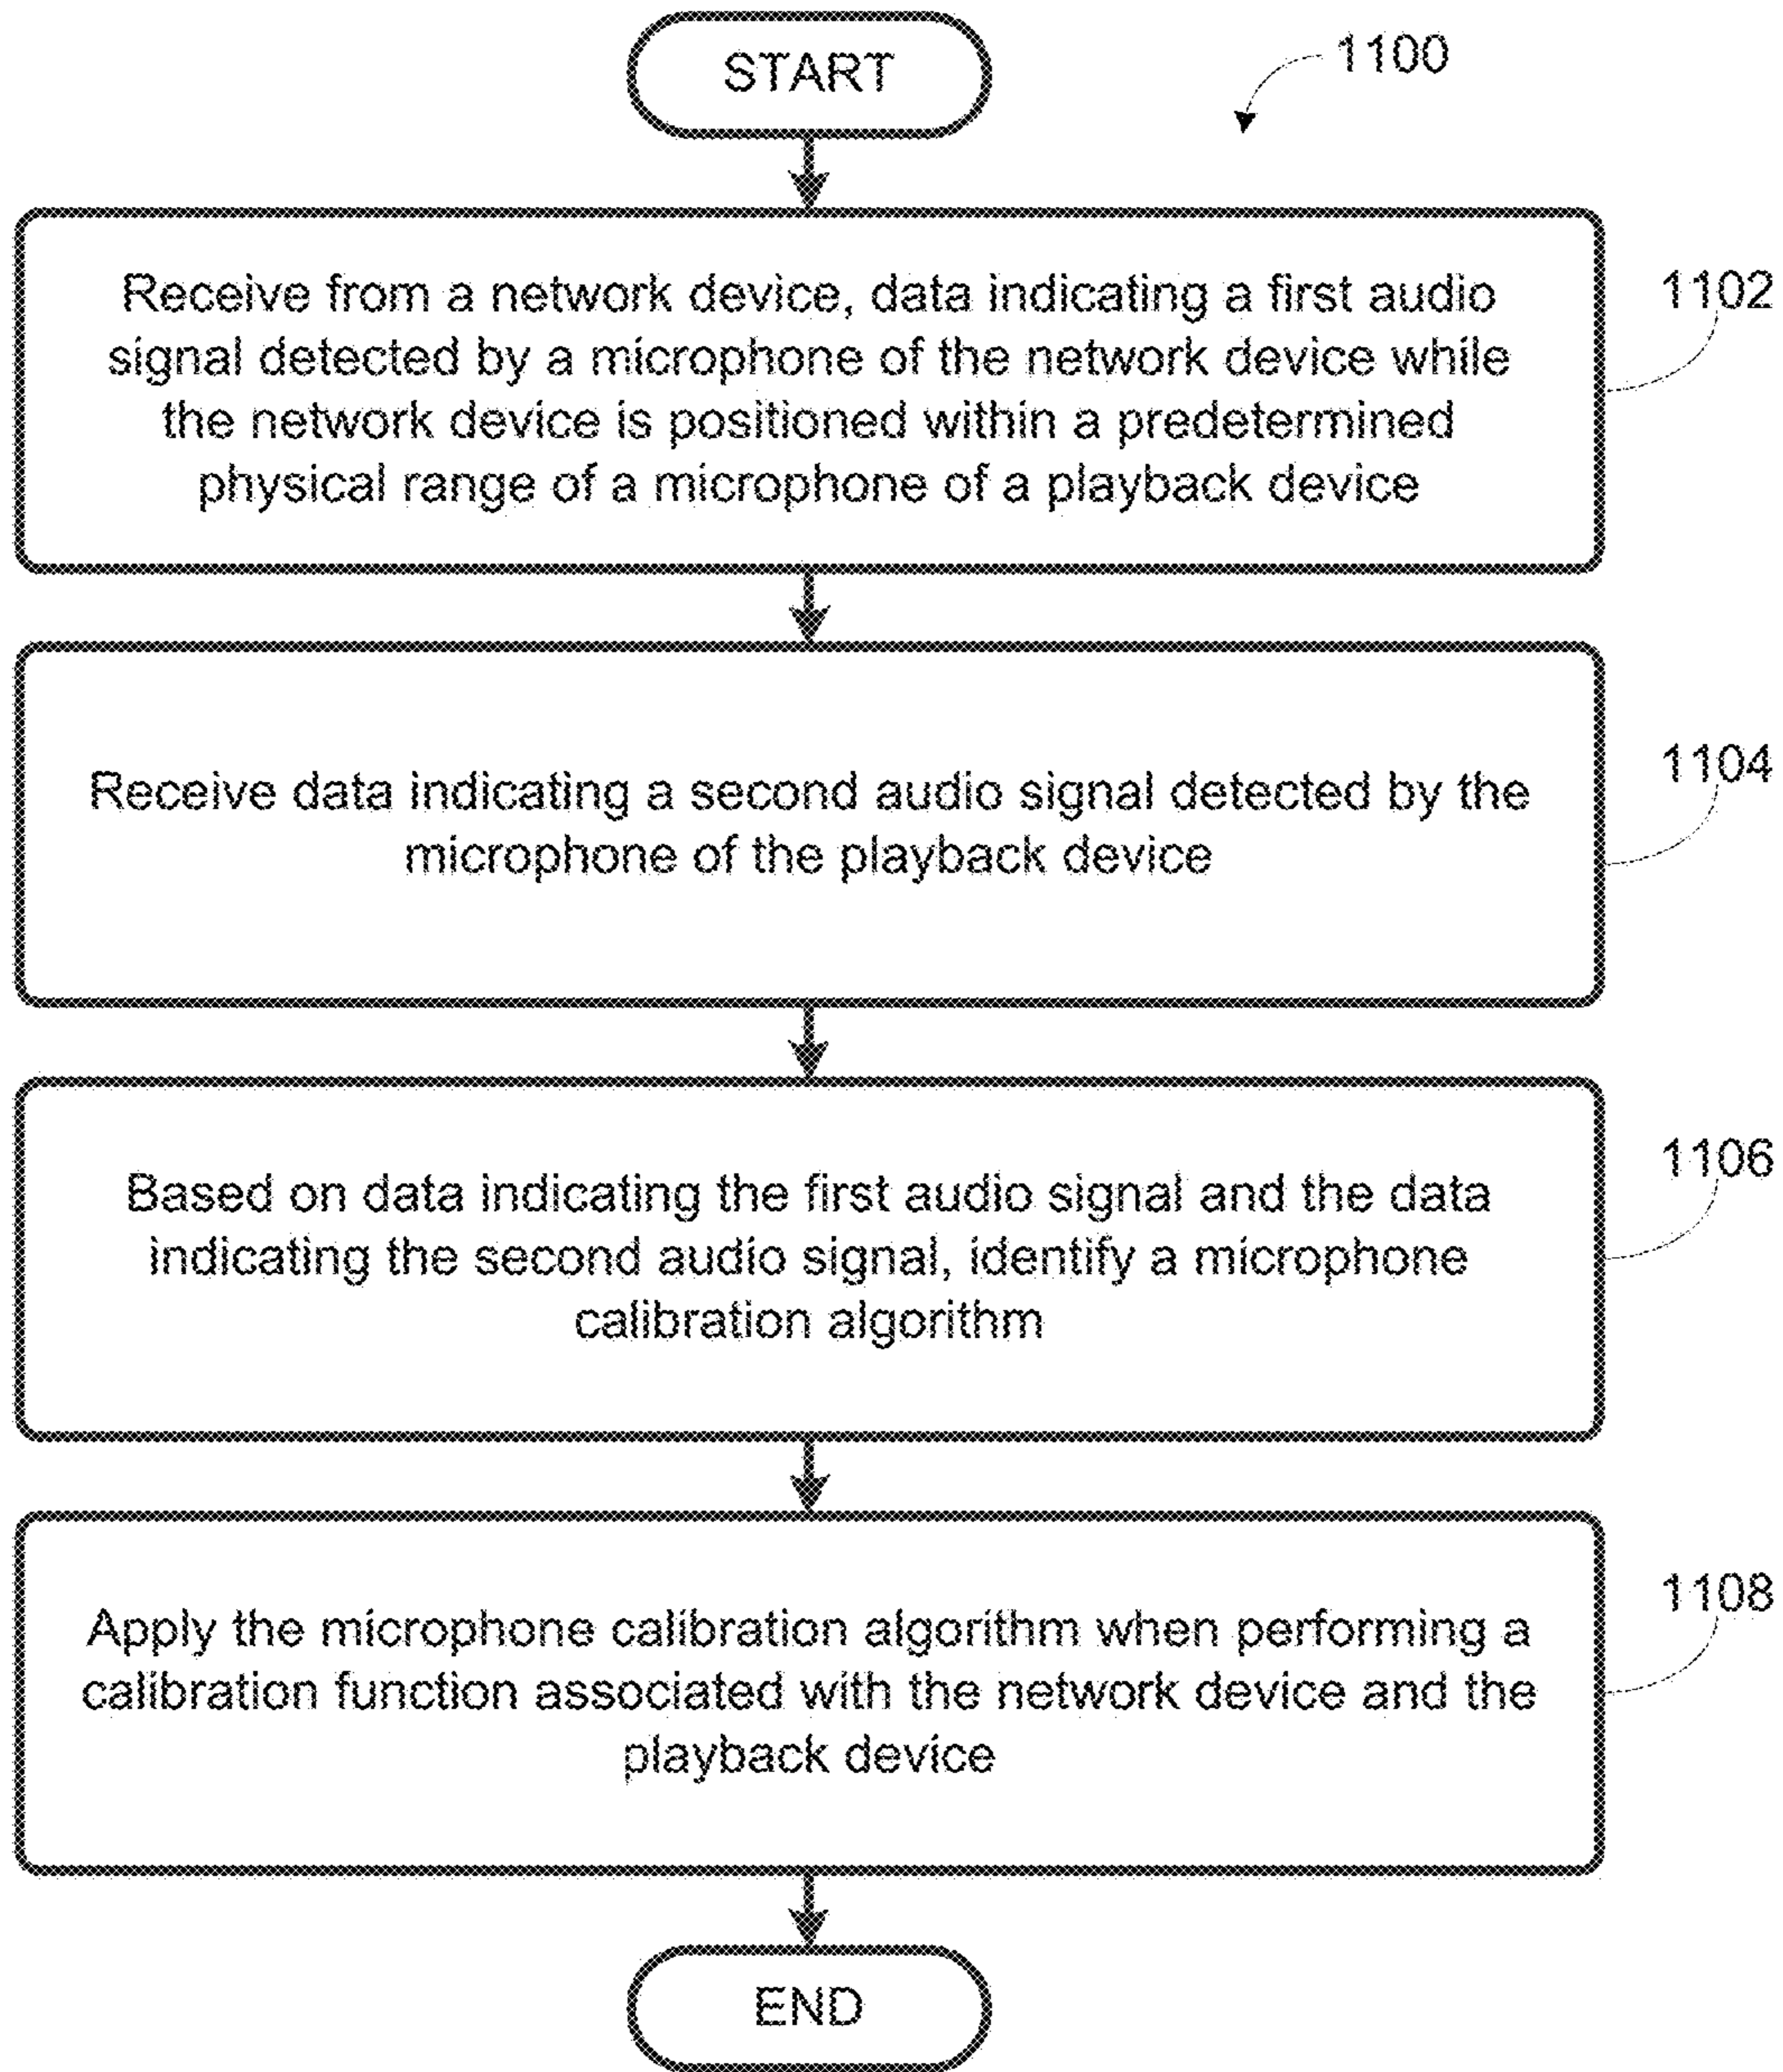 START
1100
Receive from a network device, data indicating a first audio
signal detected by a microphone of the network device while
the network device is positioned within a predetermined
physical range of a microphone of a playback device
1102
Receive data indicating a second audio signal detected by the
microphone of the playback device
1104
Based on data indicating the first audio signal and the data
indicating the second audio signal, identify a microphone
calibration algorithm
1106
Apply the microphone calibration algorithm when performing a
calibration function associated with the network device and the
playback device
1108
END